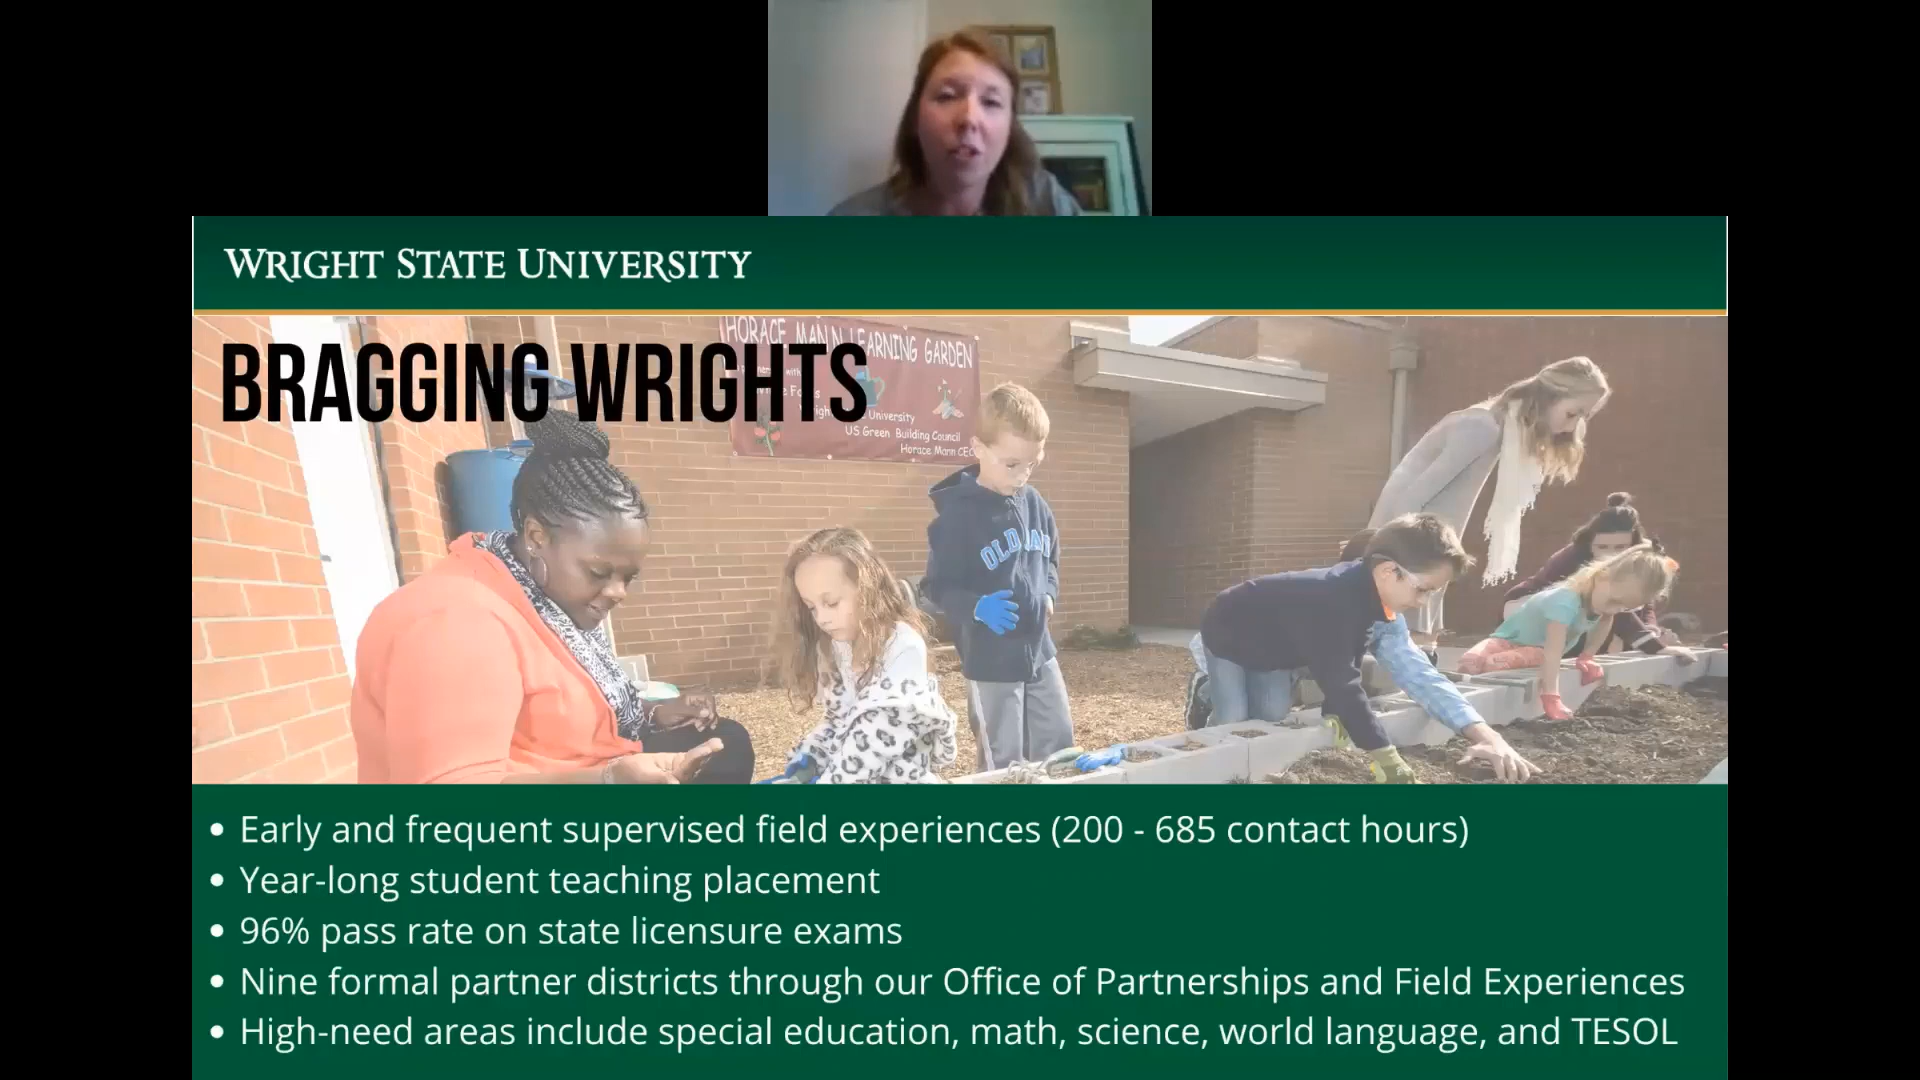 WRIGHT STATE UNIVERSITY
BRAGGING WRIGHTS
HORACE MANN LEARNING GARDEN
with
University
US Green Building Council
Horace Mann CEC
OLD NAVY
• Early and frequent supervised field experiences (200 - 685 contact hours)
• Year-long student teaching placement
• 96% pass rate on state licensure exams
• Nine formal partner districts through our Office of Partnerships and Field Experiences
• High-need areas include special education, math, science, world language, and TESOL